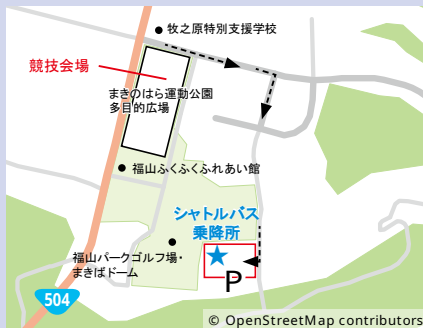 牧之原特別支援学校
競技会場
まきのはら運動公園
多目的広場
福山ふくふくふれあい館
シャトルバス
乗降所
福山パークゴルフ場・
まきばドーム
P
504
© OpenStreetMap contributors